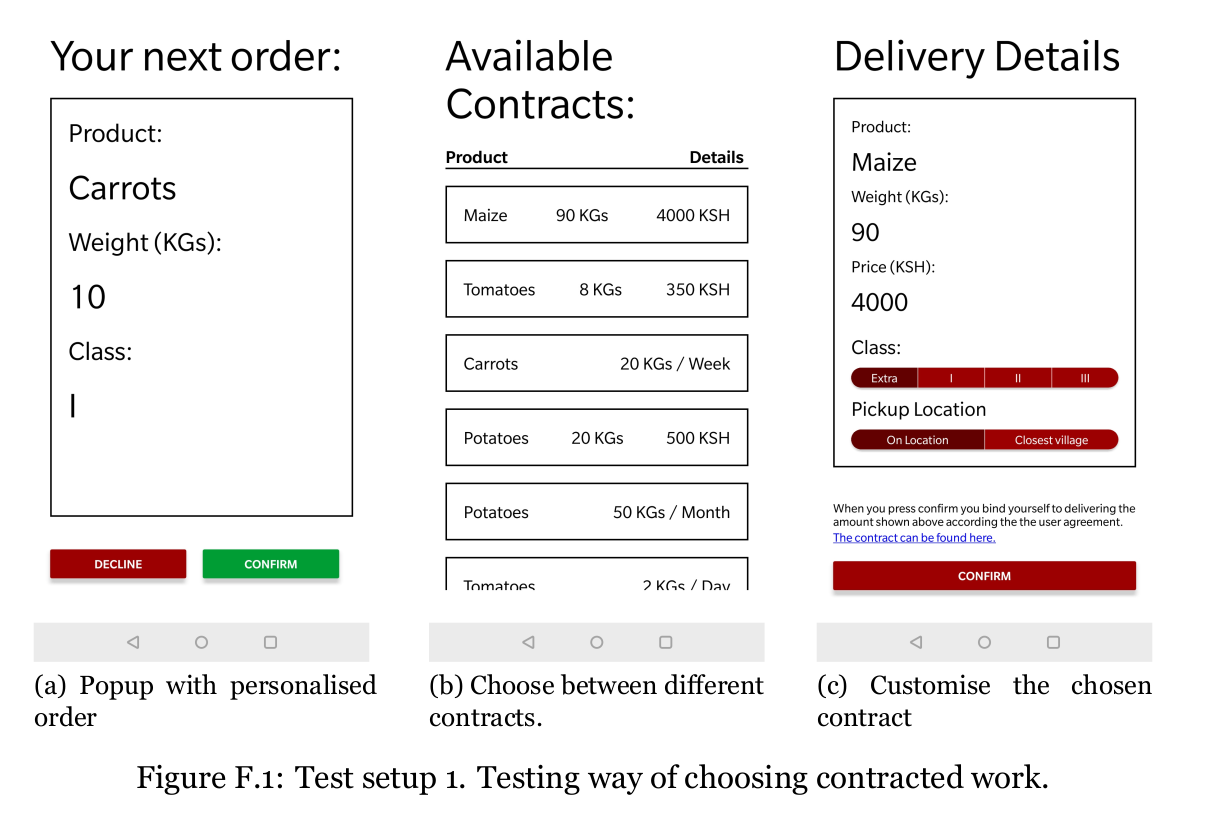 Your next order:
Product:
Carrots
Weight (KGs):
10
Class:
I
DECLINE CONFIRM
(a) Popup with personalised
order
Available
Contracts:
Product Details
Maize 90 KGs 4000 KSH
Tomatoes 8 KGs 350 KSH
Carrots 20 KGs / Week
Potatoes 20 KGs 500 KSH
Potatoes 50 KGs / Month
Tomatoes 2 KGs / Day
(b) Choose between different
contracts.
Delivery Details
Product:
Maize
Weight (KGs):
90
Price (KSH):
4000
Class:
Extra I II III
Pickup Location
On Location Closest village
When you press confirm you bind yourself to delivering the
amount shown above according the the user agreement.
The contract can be found here.
CONFIRM
(c) Customise the chosen
contract
Figure F.1: Test setup 1. Testing way of choosing contracted work.